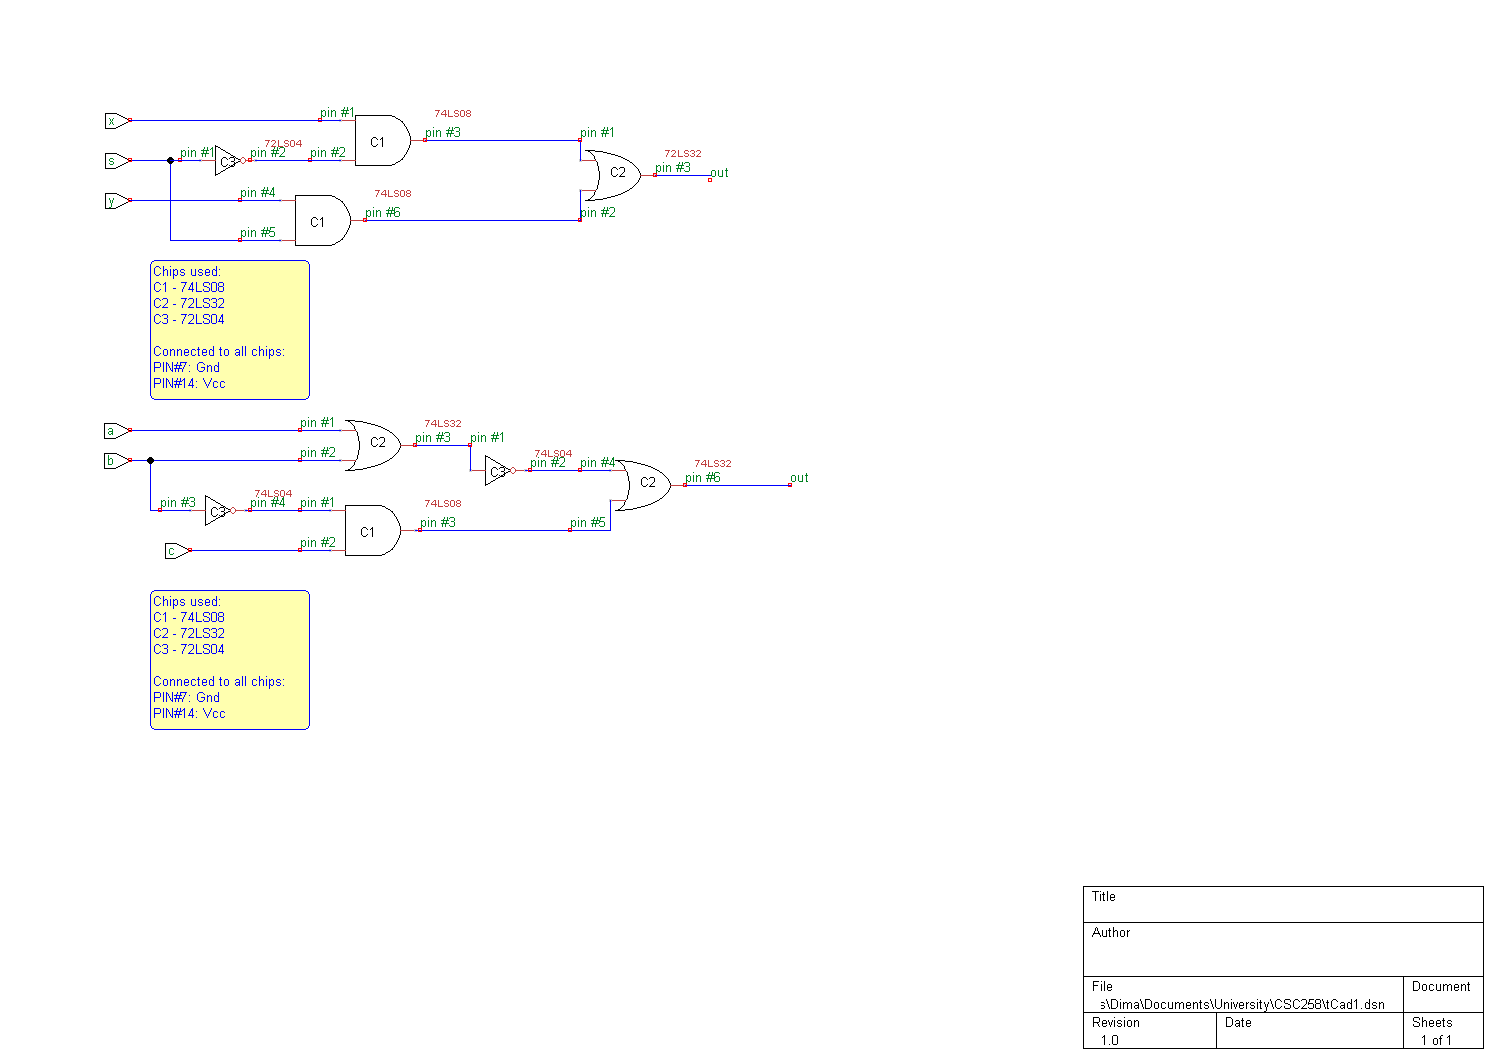 x
pin #1
74LS08
C1
pin #3
pin #1
s
pin #1
C3
72LS04
pin #2
pin #2
72LS32
C2
pin #3
out
y
pin #4
74LS08
C1
pin #6
pin #2
pin #5
Chips used:
C1 - 74LS08
C2 - 72LS32
C3 - 72LS04
Connected to all chips:
PIN#7: Gnd
PIN#14: Vcc
a
pin #1
74LS32
C2
pin #3
pin #1
b
pin #2
74LS04
C3
pin #2
pin #4
74LS32
C2
pin #6
out
pin #3
C3
74LS04
pin #4
pin #1
74LS08
C1
pin #3
pin #5
c
pin #2
Chips used:
C1 - 74LS08
C2 - 72LS32
C3 - 72LS04
Connected to all chips:
PIN#7: Gnd
PIN#14: Vcc
Title
Author
File
s\Dima\Documents\University\CSC258\tCad1.dsn
Document
Revision
1.0
Date
Sheets
1 of 1